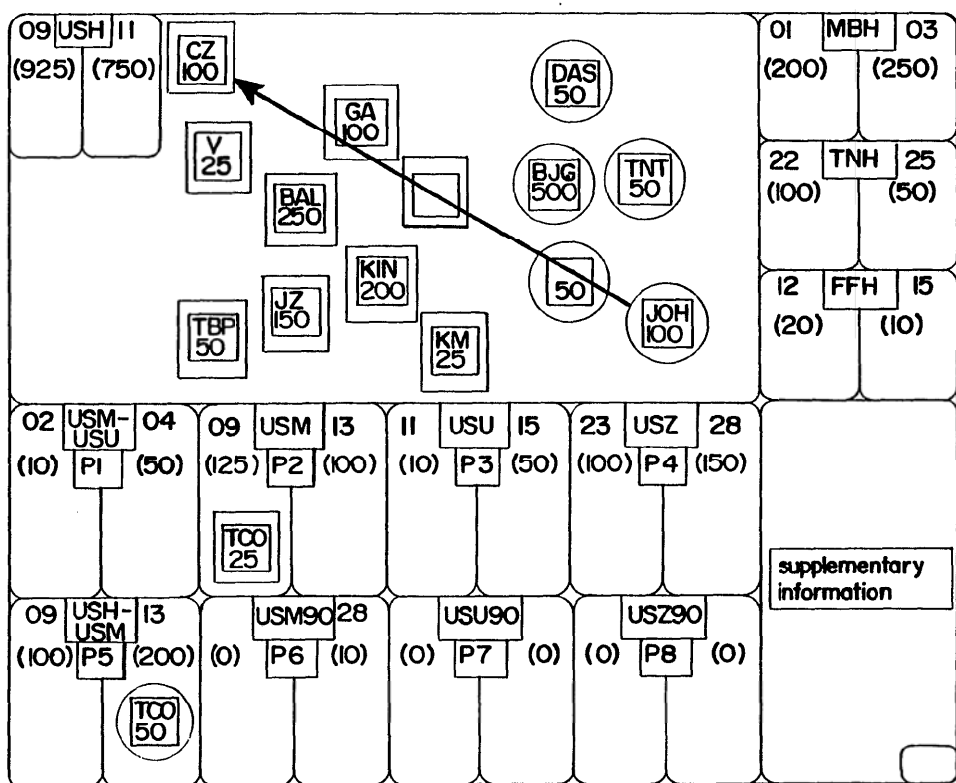 09 USH 11
(925) (750)
CZ
100
V
25
GA
100
BAL
250
KIN
200
JZ
150
TBP
50
KM
25
DAS
50
BJG
500
TNT
50
50
JOH
100
01 MBH 03
(200) (250)
22 TNH 25
(100) (50)
12 FFH 15
(20) (10)
02 USM- 04
USU
(10) P1 (50)
09 USM 13
(125) P2 (100)
TCO
25
11 USU 15
(10) P3 (50)
23 USZ 28
(100) P4 (150)
supplementary
information
09 USH- 13
USM
(100) P5 (200)
TCO
50
USM90 28
(0) P6 (10)
USU90
(0) P7 (0)
USZ90
(0) P8 (0)